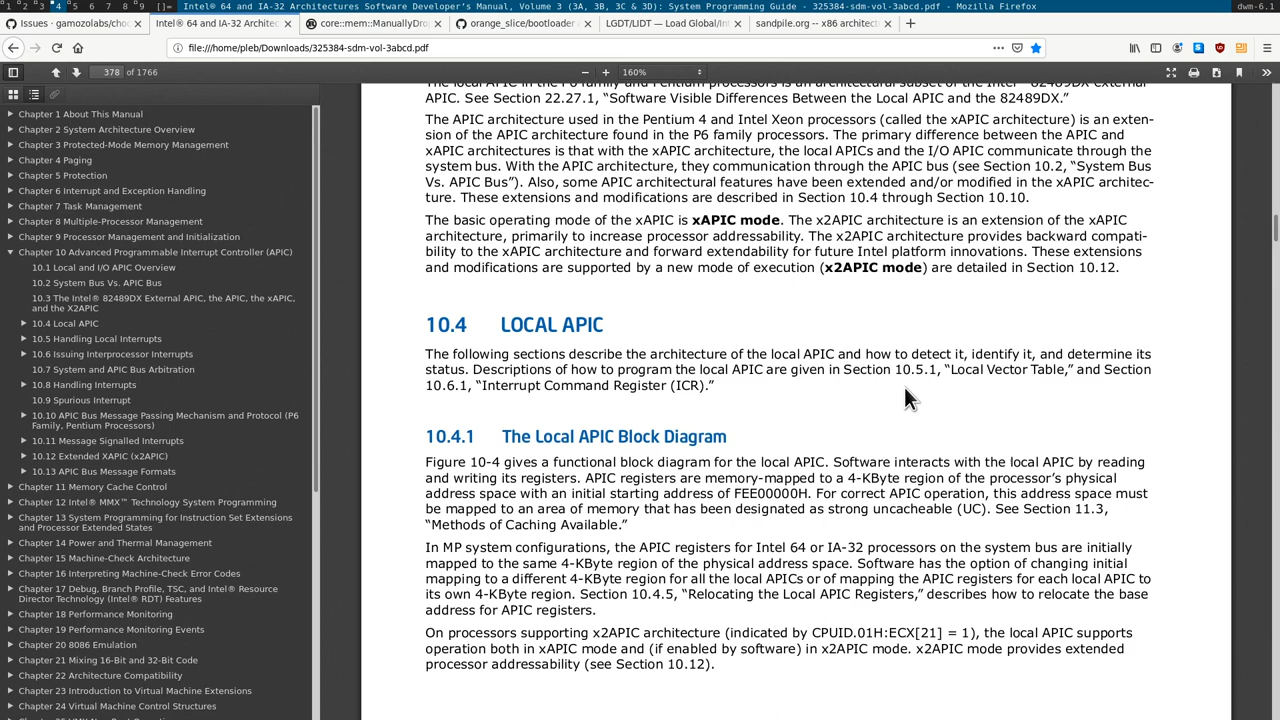 1 2 3 4 5 6 7 8 9 []= Intel® 64 and IA-32 Architectures Software Developer's Manual, Volume 3 (3A, 3B, 3C & 3D): System Programming Guide - 325384-sdm-vol-3abcd.pdf - Mozilla Firefox dwm-6.1
Issues · gamozolabs/cho
Intel® 64 and IA-32 Architec
core::mem::ManuallyDro
orange_slice/bootloader
LGDT/LIDT — Load Global/In
sandpile.org -- x86 architect
file:///home/pleb/Downloads/325384-sdm-vol-3abcd.pdf
378 of 1766
160%
Chapter 1 About This Manual
Chapter 2 System Architecture Overview
Chapter 3 Protected-Mode Memory Management
Chapter 4 Paging
Chapter 5 Protection
Chapter 6 Interrupt and Exception Handling
Chapter 7 Task Management
Chapter 8 Multiple-Processor Management
Chapter 9 Processor Management and Initialization
Chapter 10 Advanced Programmable Interrupt Controller (APIC)
10.1 Local and I/O APIC Overview
10.2 System Bus Vs. APIC Bus
10.3 The Intel® 82489DX External APIC, the APIC, the xAPIC,
and the X2APIC
10.4 Local APIC
10.5 Handling Local Interrupts
10.6 Issuing Interprocessor Interrupts
10.7 System and APIC Bus Arbitration
10.8 Handling Interrupts
10.9 Spurious Interrupt
10.10 APIC Bus Message Passing Mechanism and Protocol (P6
Family, Pentium Processors)
10.11 Message Signalled Interrupts
10.12 Extended XAPIC (x2APIC)
10.13 APIC Bus Message Formats
Chapter 11 Memory Cache Control
Chapter 12 Intel® MMX™ Technology System Programming
Chapter 13 System Programming for Instruction Set Extensions
and Processor Extended States
Chapter 14 Power and Thermal Management
Chapter 15 Machine-Check Architecture
Chapter 16 Interpreting Machine-Check Error Codes
Chapter 17 Debug, Branch Profile, TSC, and Intel® Resource
Director Technology (Intel® RDT) Features
Chapter 18 Performance Monitoring
Chapter 19 Performance Monitoring Events
Chapter 20 8086 Emulation
Chapter 21 Mixing 16-Bit and 32-Bit Code
Chapter 22 Architecture Compatibility
Chapter 23 Introduction to Virtual Machine Extensions
Chapter 24 Virtual Machine Control Structures
The local APIC in the P6 family and Pentium processors is an architectural subset of the Intel® 82489DX external
APIC. See Section 22.27.1, “Software Visible Differences Between the Local APIC and the 82489DX.”
The APIC architecture used in the Pentium 4 and Intel Xeon processors (called the xAPIC architecture) is an exten-
sion of the APIC architecture found in the P6 family processors. The primary difference between the APIC and
xAPIC architectures is that with the xAPIC architecture, the local APICs and the I/O APIC communicate through the
system bus. With the APIC architecture, they communication through the APIC bus (see Section 10.2, “System Bus
Vs. APIC Bus”). Also, some APIC architectural features have been extended and/or modified in the xAPIC architec-
ture. These extensions and modifications are described in Section 10.4 through Section 10.10.
The basic operating mode of the xAPIC is xAPIC mode. The x2APIC architecture is an extension of the xAPIC
architecture, primarily to increase processor addressability. The x2APIC architecture provides backward compati-
bility to the xAPIC architecture and forward extendability for future Intel platform innovations. These extensions
and modifications are supported by a new mode of execution (x2APIC mode) are detailed in Section 10.12.
10.4 LOCAL APIC
The following sections describe the architecture of the local APIC and how to detect it, identify it, and determine its
status. Descriptions of how to program the local APIC are given in Section 10.5.1, “Local Vector Table,” and Section
10.6.1, “Interrupt Command Register (ICR).”
10.4.1 The Local APIC Block Diagram
Figure 10-4 gives a functional block diagram for the local APIC. Software interacts with the local APIC by reading
and writing its registers. APIC registers are memory-mapped to a 4-KByte region of the processor’s physical
address space with an initial starting address of FEE00000H. For correct APIC operation, this address space must
be mapped to an area of memory that has been designated as strong uncacheable (UC). See Section 11.3,
“Methods of Caching Available.”
In MP system configurations, the APIC registers for Intel 64 or IA-32 processors on the system bus are initially
mapped to the same 4-KByte region of the physical address space. Software has the option of changing initial
mapping to a different 4-KByte region for all the local APICs or of mapping the APIC registers for each local APIC to
its own 4-KByte region. Section 10.4.5, “Relocating the Local APIC Registers,” describes how to relocate the base
address for APIC registers.
On processors supporting x2APIC architecture (indicated by CPUID.01H:ECX[21] = 1), the local APIC supports
operation both in xAPIC mode and (if enabled by software) in x2APIC mode. x2APIC mode provides extended
processor addressability (see Section 10.12).